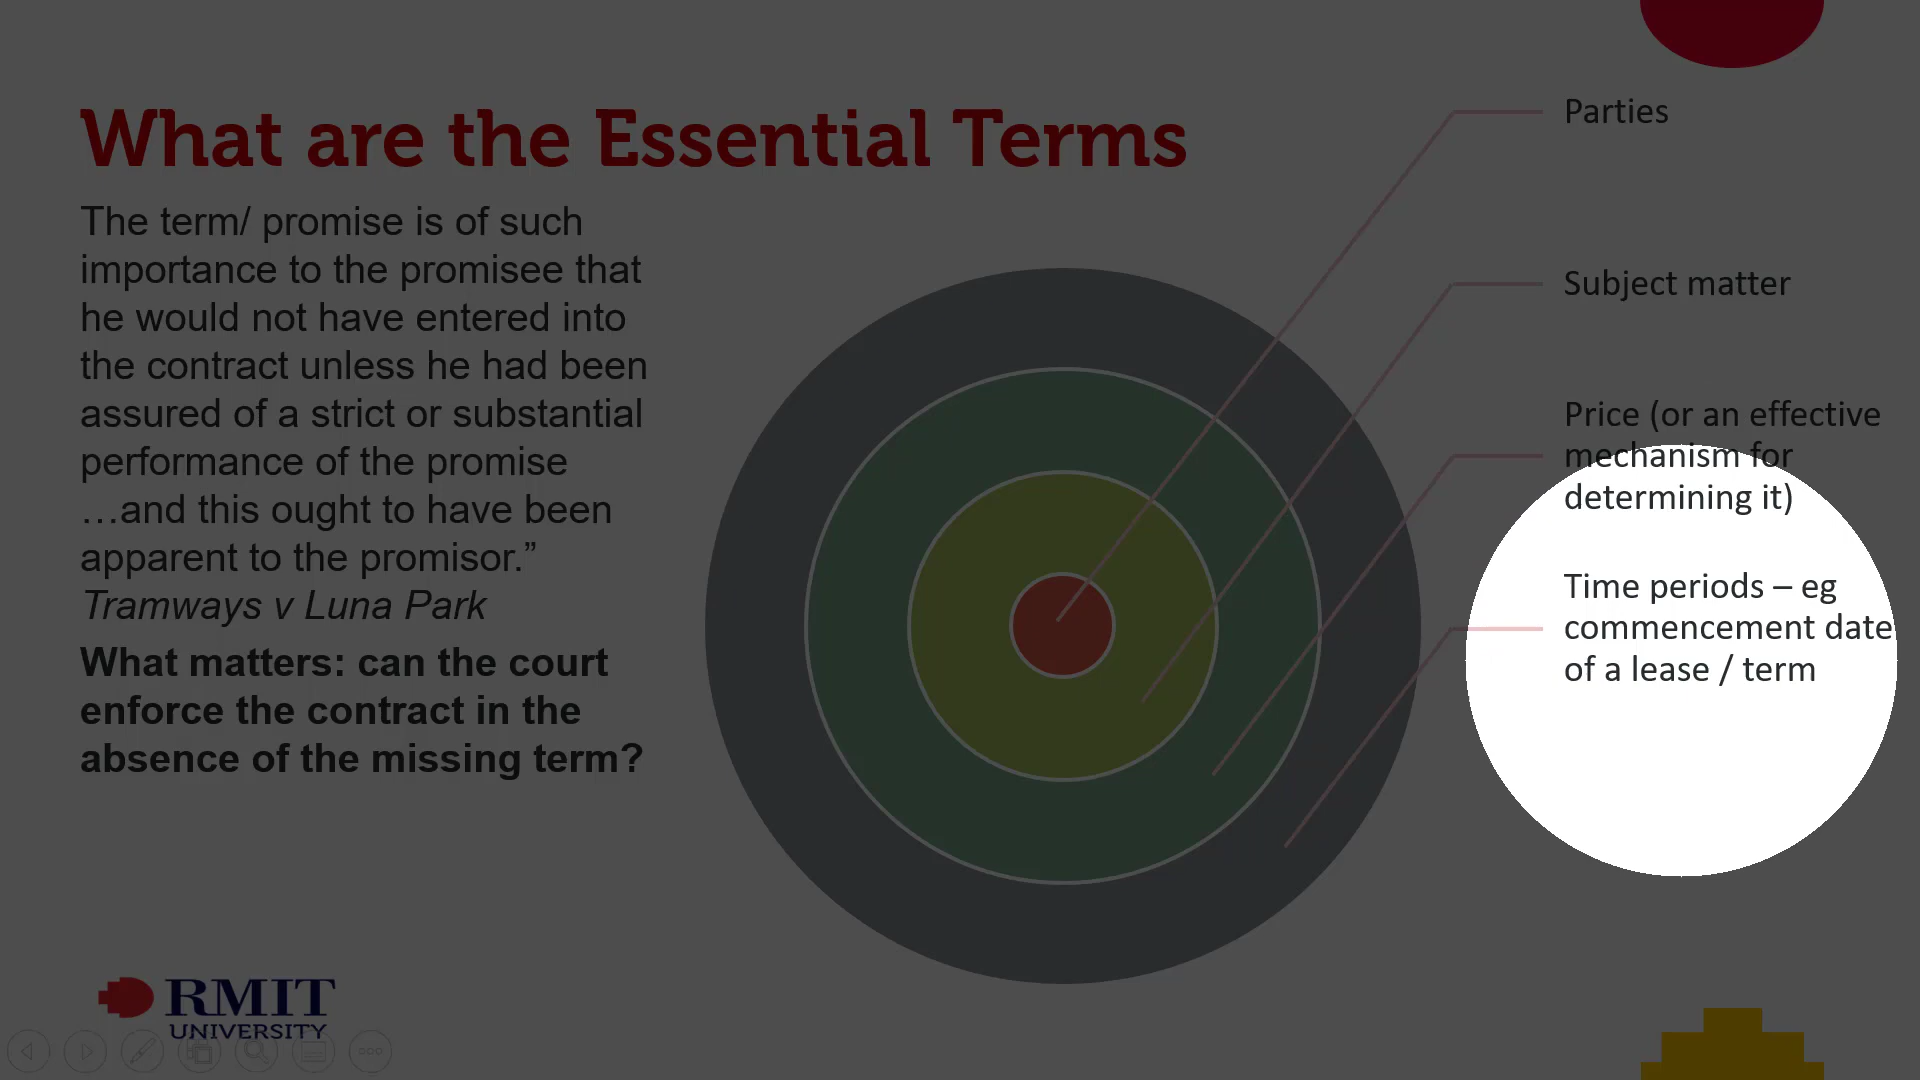 What are the Essential Terms
The term/ promise is of such
importance to the promisee that
he would not have entered into
the contract unless he had been
assured of a strict or substantial
performance of the promise
…and this ought to have been
apparent to the promisor.”
Tramways v Luna Park
What matters: can the court
enforce the contract in the
absence of the missing term?
Parties
Subject matter
Price (or an effective
mechanism for
determining it)
Time periods – eg
commencement date
of a lease / term
RMIT
UNIVERSITY